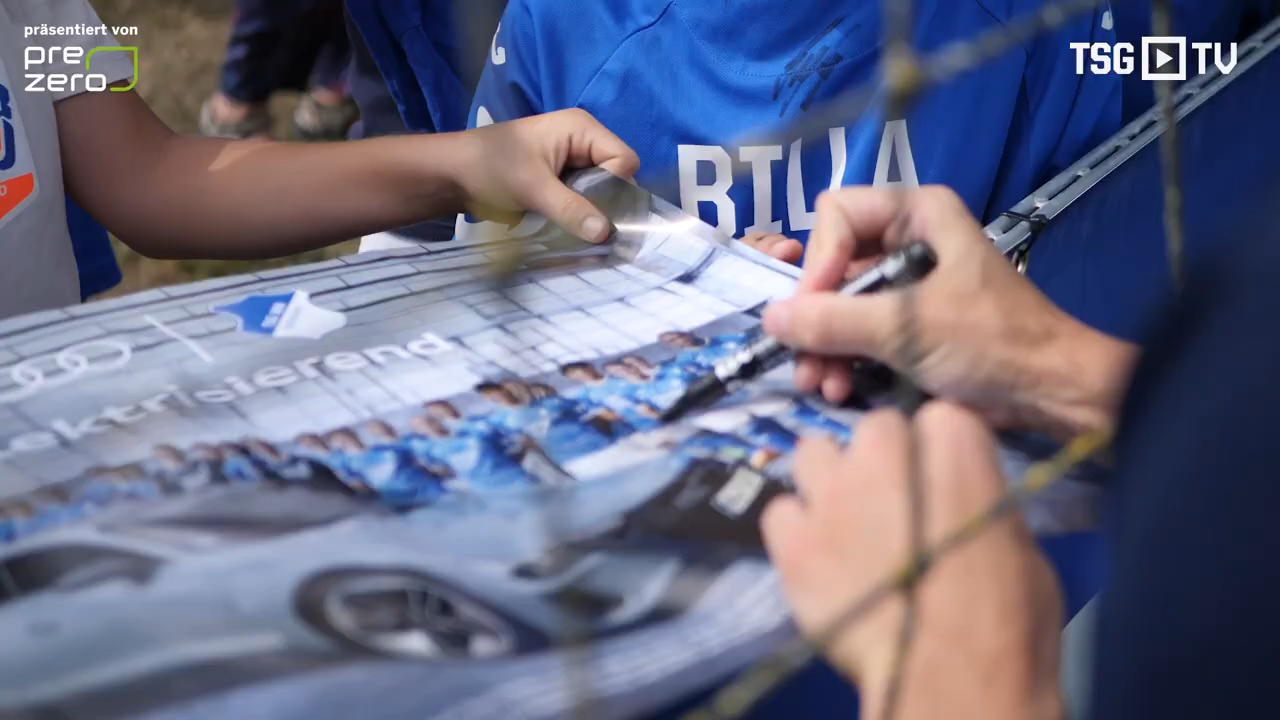 präsentiert von
pre
zero
TSG TV
BILLA
ektrisierend